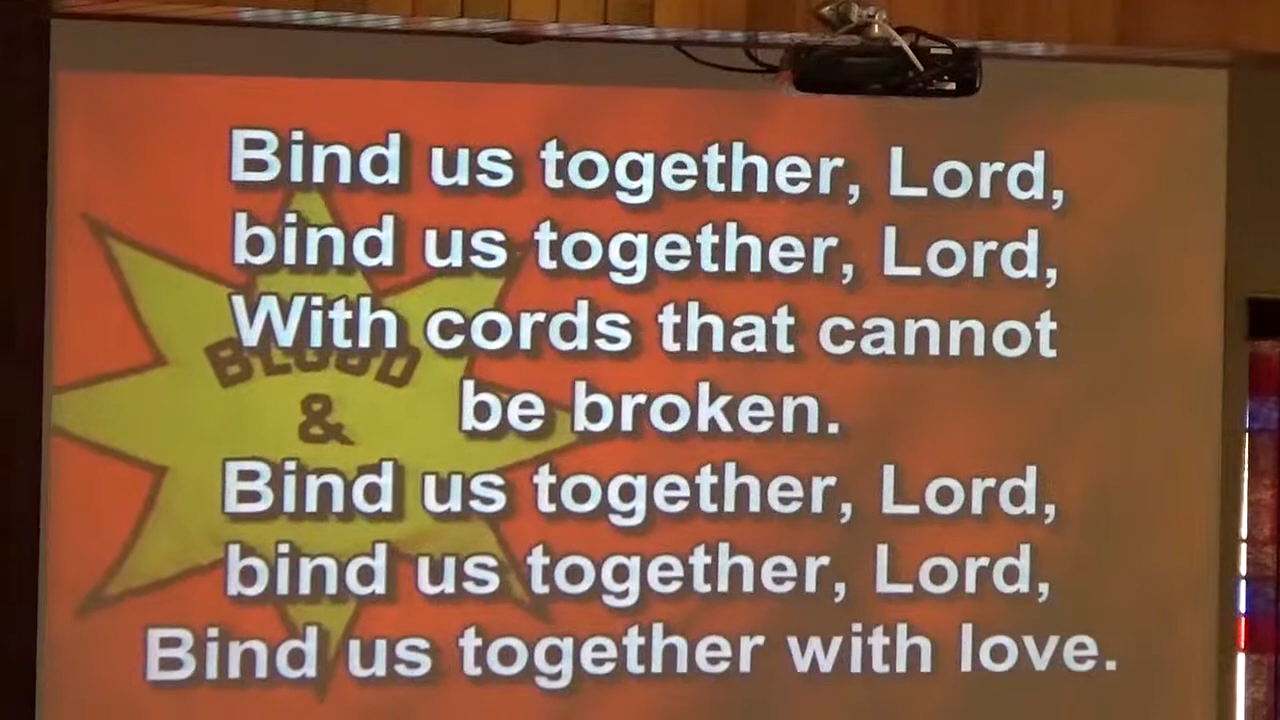 Bind us together, Lord,
bind us together, Lord,
With cords that cannot
be broken.
Bind us together, Lord,
bind us together, Lord,
Bind us together with love.
BLOOD
&